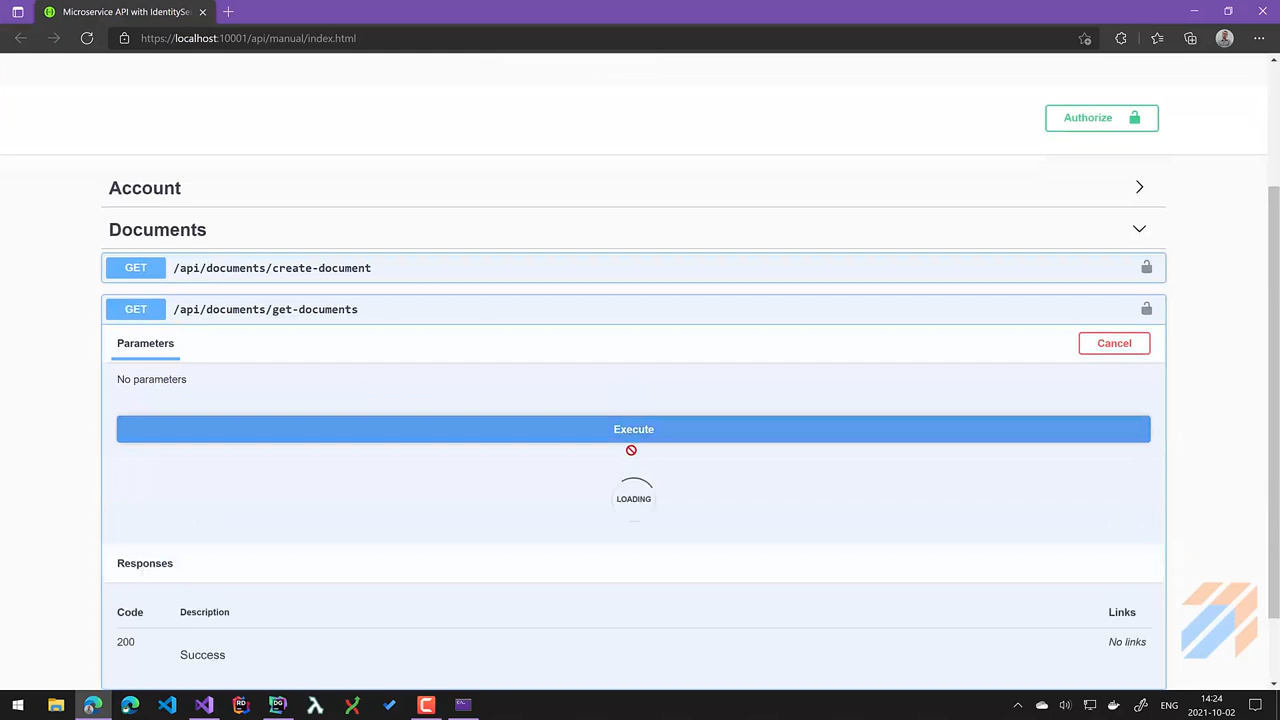 Microservice API with IdentitySe
https://localhost:10001/api/manual/index.html
Authorize
Account
Documents
GET /api/documents/create-document
GET /api/documents/get-documents
Parameters
Cancel
No parameters
Execute
LOADING
Responses
Code Description Links
200 Success No links
RD
DG
ENG
14:24
2021-10-02